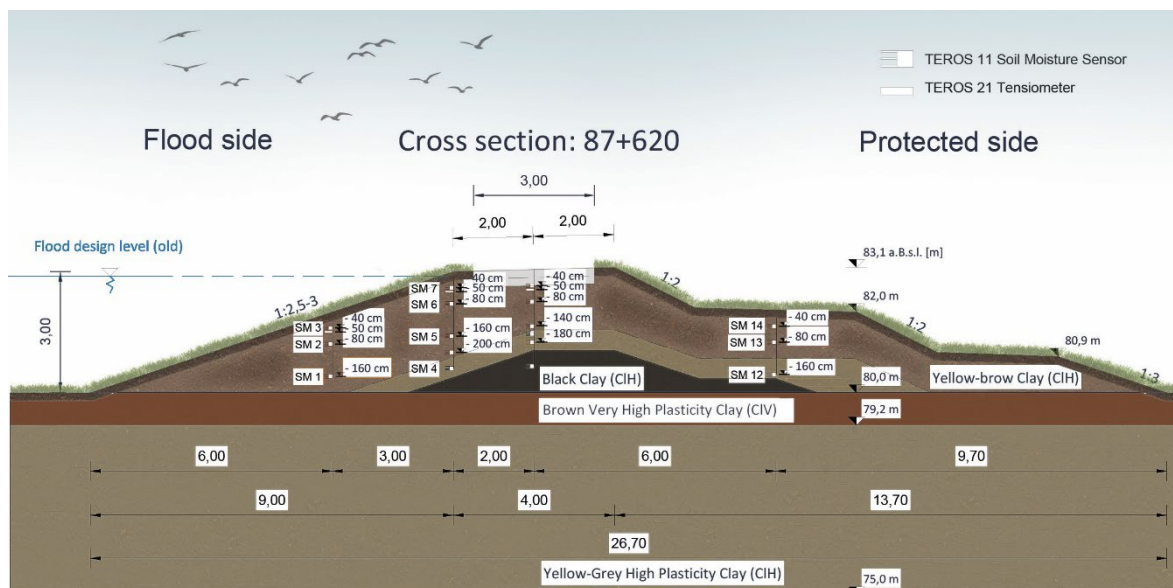 TEROS 11 Soil Moisture Sensor
TEROS 21 Tensiometer
Flood side
Cross section: 87+620
Protected side
3,00
2,00
2,00
Flood design level (old)
83,1 a.B.s.l. [m]
3,00
1:2,5-3
SM 7
SM 6
SM 5
SM 4
40 cm
- 50 cm
- 80 cm
- 160 cm
- 200 cm
- 40 cm
- 50 cm
- 80 cm
- 140 cm
- 180 cm
1:2
82,0 m
SM 3
SM 2
SM 1
- 40 cm
- 50 cm
- 80 cm
- 160 cm
SM 14
SM 13
SM 12
- 40 cm
- 80 cm
- 160 cm
1:2
80,9 m
Black Clay (ClH)
80,0 m
Yellow-brow Clay (ClH)
1:3
Brown Very High Plasticity Clay (ClV)
79,2 m
6,00
3,00
2,00
6,00
9,70
9,00
4,00
13,70
26,70
Yellow-Grey High Plasticity Clay (ClH)
75,0 m